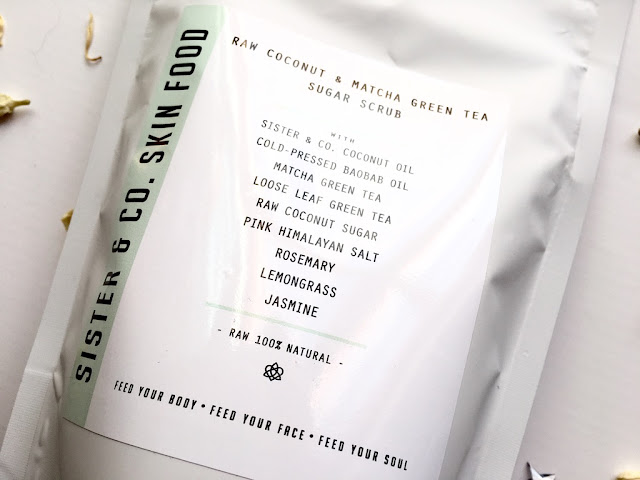 SISTER & CO. SKIN FOOD
RAW COCONUT & MATCHA GREEN TEA
SUGAR SCRUB
WITH
SISTER & CO. COCONUT OIL
COLD-PRESSED BAOBAB OIL
MATCHA GREEN TEA
LOOSE LEAF GREEN TEA
RAW COCONUT SUGAR
PINK HIMALAYAN SALT
ROSEMARY
LEMONGRASS
JASMINE
- RAW 100% NATURAL -
FEED YOUR BODY • FEED YOUR FACE • FEED YOUR SOUL